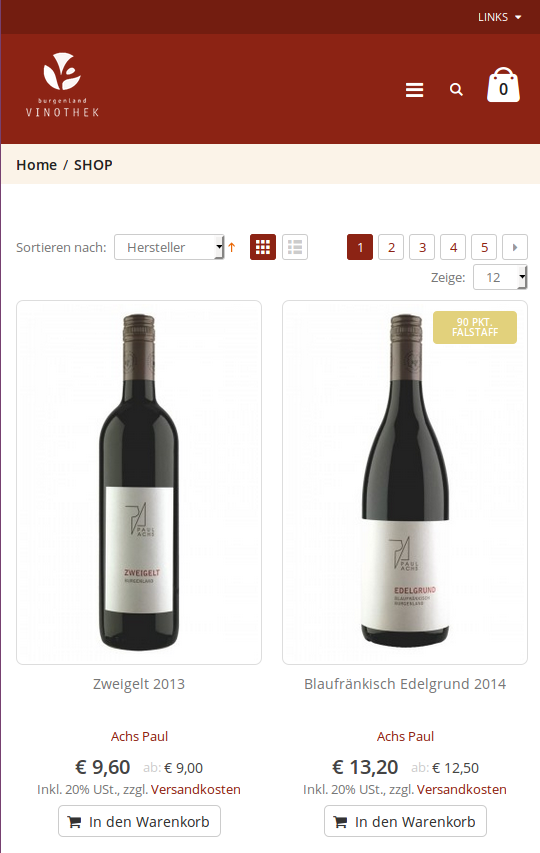 LINKS
burgenland
VINOTHEK
0
Home / SHOP
Sortieren nach: Hersteller
1 2 3 4 5
Zeige: 12
90 PKT.
FALSTAFF
PAUL
ACHS
ZWEIGELT
BURGENLAND
PAUL
ACHS
EDELGRUND
BLAUFRÄNKISCH
BURGENLAND
Zweigelt 2013
Achs Paul
€ 9,60 ab: € 9,00
Inkl. 20% USt., zzgl. Versandkosten
In den Warenkorb
Blaufränkisch Edelgrund 2014
Achs Paul
€ 13,20 ab: € 12,50
Inkl. 20% USt., zzgl. Versandkosten
In den Warenkorb